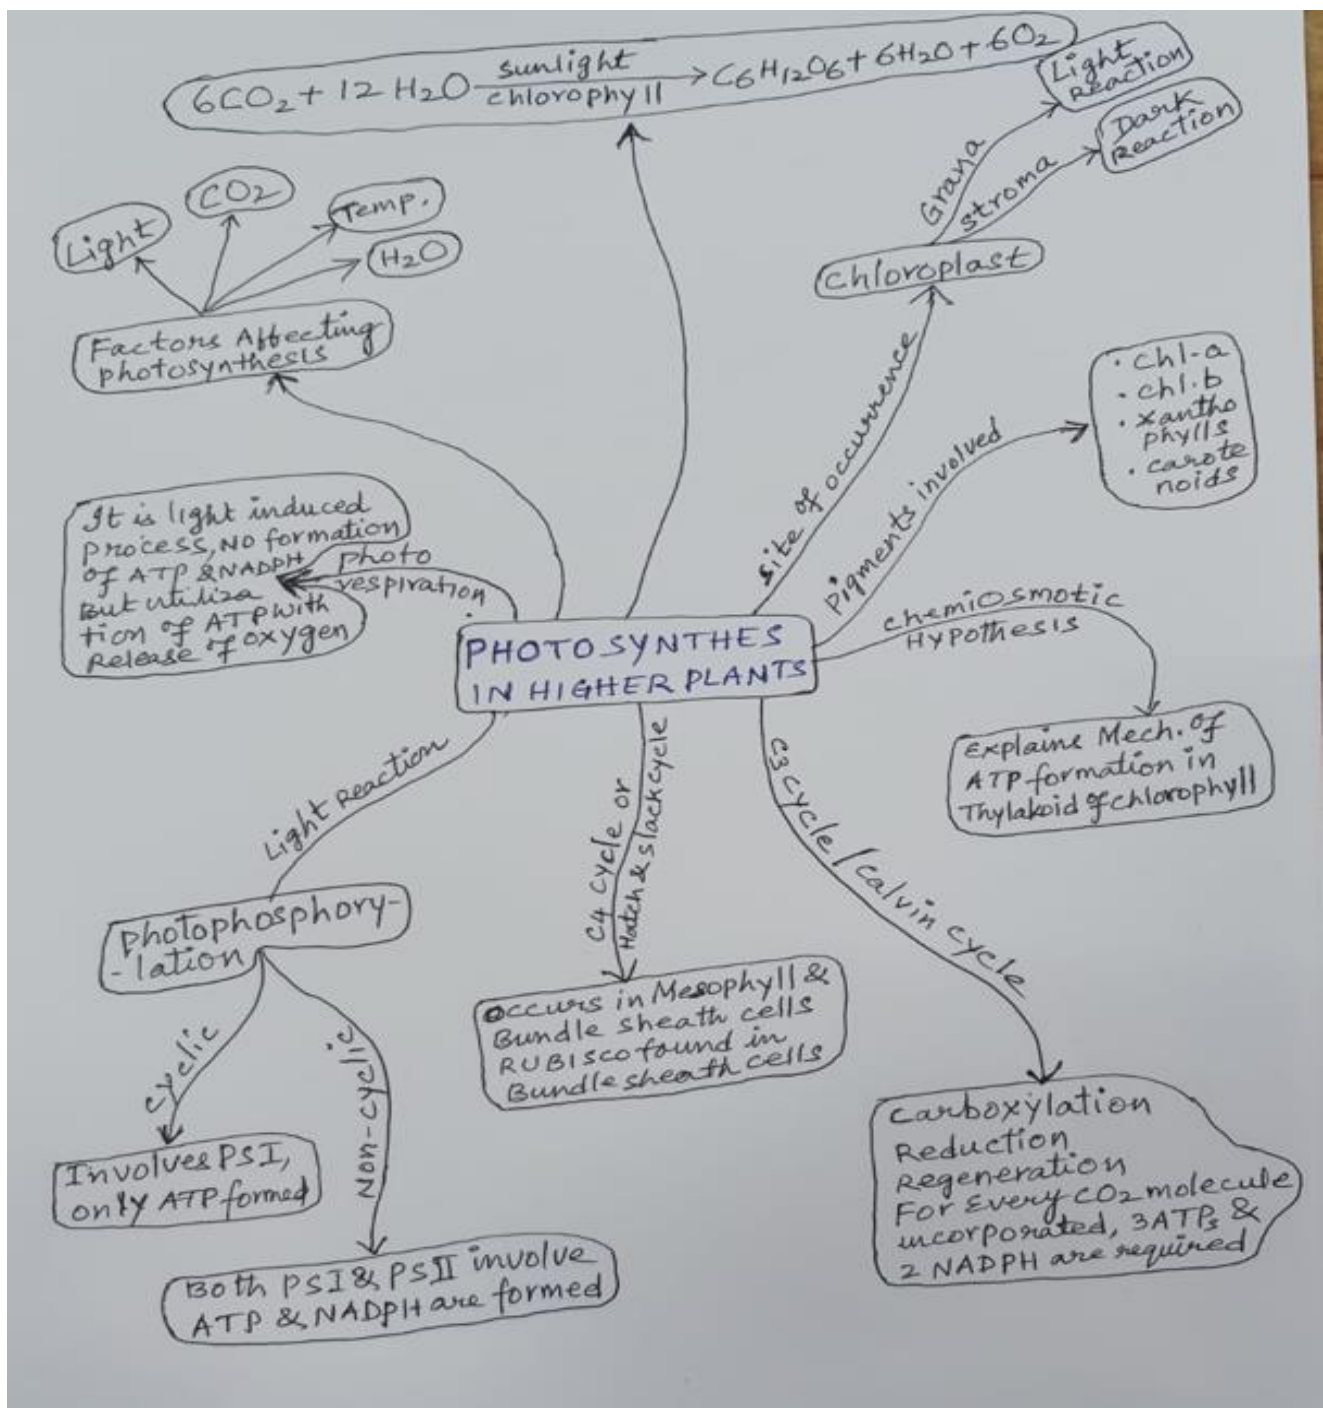 6CO2 + 12 H2O sunlight → C6H12O6 + 6H2O + 6O2
chlorophyll
Light
Reaction
Dark
Reaction
Grana
stroma
Chloroplast
site of occurrence
CO2
Temp.
Light
H2O
Factors Affecting
photosynthesis
Pigments involved
• chl-a
• chl.b
• xantho
phylls
• carote
noids
It is light induced
process, NO formation
of ATP & NADPH
But utiliza
tion of ATP with
Release of oxygen
photo
respiration
PHOTOSYNTHES
IN HIGHER PLANTS
chemiosmotic
HYPothesis
Explains Mech. of
ATP formation in
Thylakoid of chlorophyll
Light Reaction
photophosphory-
-lation
cyclic
Non-cyclic
Involves PSI,
only ATP formed
Both PSI & PSII involve
ATP & NADPH are formed
C4 cycle or
Hatch & slack cycle
Occurs in Mesophyll &
Bundle sheath cells
RUBISCO found in
Bundle sheath cells
C3 cycle / calvin cycle
carboxylation
Reduction
Regeneration
For Every CO2 molecule
incorporated, 3ATPs &
2 NADPH are required